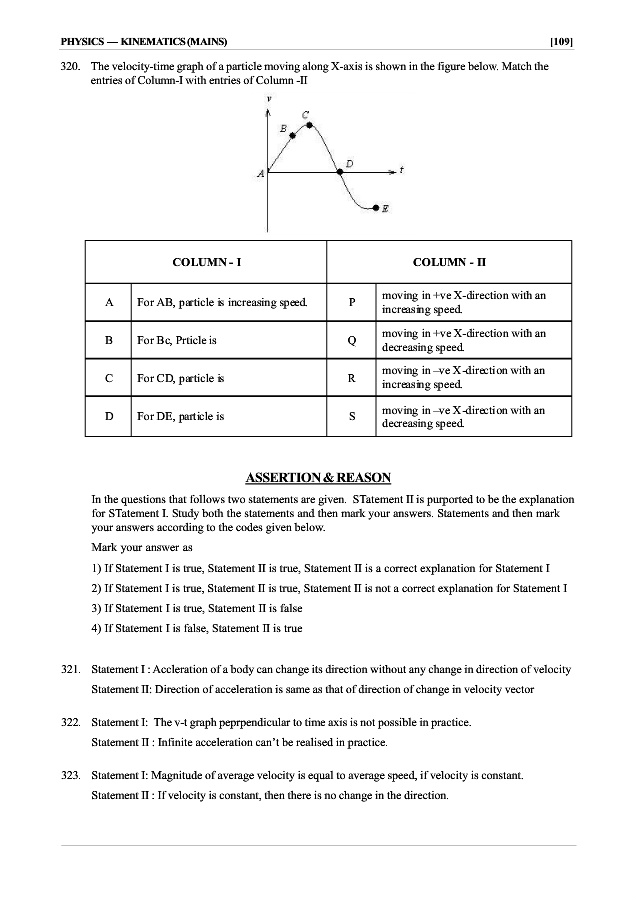 PHYSICS — KINEMATICS (MAINS) [109]
320. The velocity-time graph of a particle moving along X-axis is shown in the figure below. Match the
entries of Column-I with entries of Column -II
v
C
B
D
A
t
E
COLUMN - I COLUMN - II
A For AB, particle is increasing speed. P moving in +ve X-direction with an
increasing speed.
B For Bc, Prticle is Q moving in +ve X-direction with an
decreasing speed.
C For CD, particle is R moving in –ve X-direction with an
increasing speed.
D For DE, particle is S moving in –ve X-direction with an
decreasing speed.
ASSERTION & REASON
In the questions that follows two statements are given. STatement II is purported to be the explanation
for STatement I. Study both the statements and then mark your answers. Statements and then mark
your answers according to the codes given below.
Mark your answer as
1) If Statement I is true, Statement II is true, Statement II is a correct explanation for Statement I
2) If Statement I is true, Statement II is true, Statement II is not a correct explanation for Statement I
3) If Statement I is true, Statement II is false
4) If Statement I is false, Statement II is true
321. Statement I : Accleration of a body can change its direction without any change in direction of velocity
Statement II: Direction of acceleration is same as that of direction of change in velocity vector
322. Statement I: The v-t graph peprpendicular to time axis is not possible in practice.
Statement II : Infinite acceleration can't be realised in practice.
323. Statement I: Magnitude of average velocity is equal to average speed, if velocity is constant.
Statement II : If velocity is constant, then there is no change in the direction.